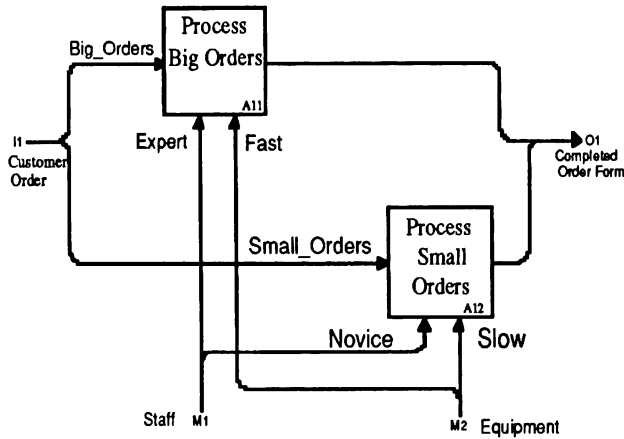 Process
Big Orders
A11
Big_Orders
I1
Customer
Order
Expert
Fast
O1
Completed
Order Form
Small_Orders
Process
Small
Orders
A12
Novice
Slow
Staff M1
M2 Equipment